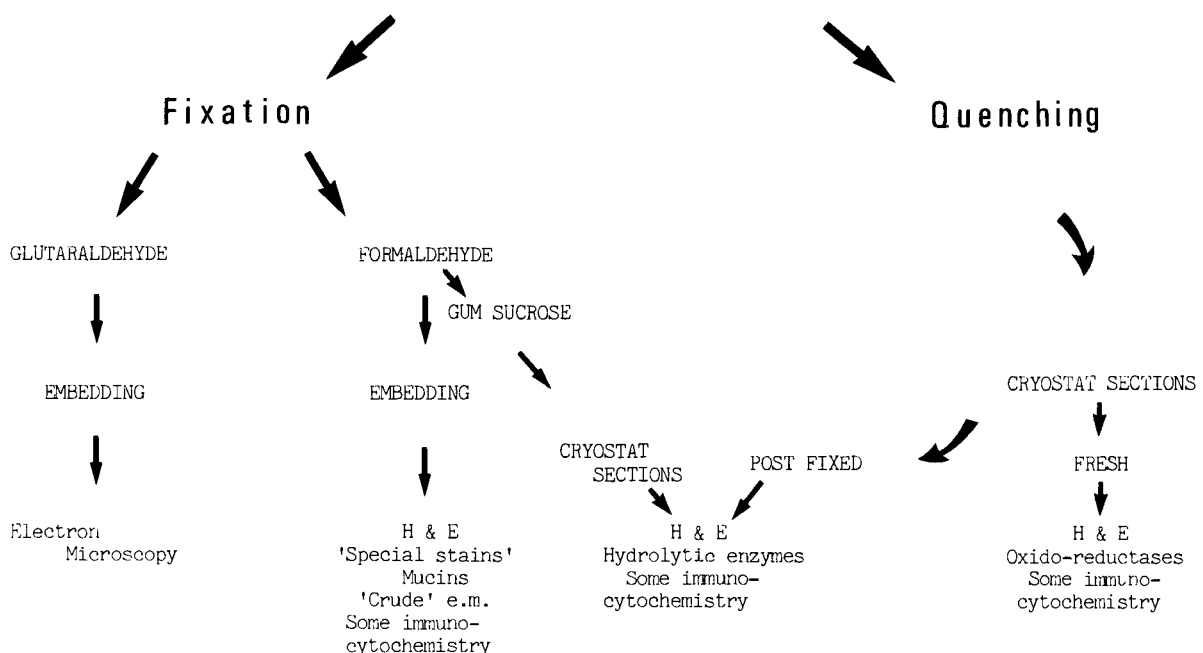 Fixation
Quenching
GLUTARALDEHYDE
FORMALDEHYDE
GUM SUCROSE
EMBEDDING
EMBEDDING
CRYOSTAT SECTIONS
CRYOSTAT
SECTIONS
POST FIXED
FRESH
Electron
Microscopy
H & E
'Special stains'
Mucins
'Crude' e.m.
Some immuno-
cytochemistry
H & E
Hydrolytic enzymes
Some immuno-
cytochemistry
H & E
Oxido-reductases
Some immuno-
cytochemistry